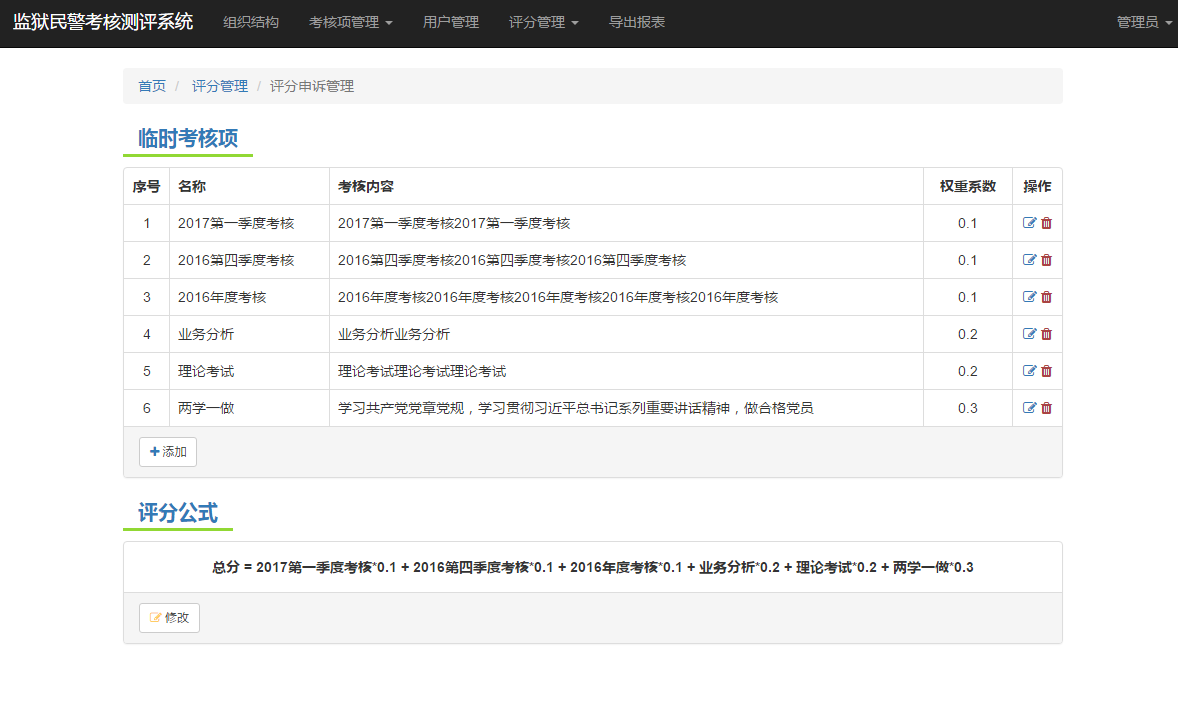 监狱民警考核测评系统 组织结构 考核项管理 用户管理 评分管理 导出报表 管理员
首页 / 评分管理 / 评分申诉管理
临时考核项
序号 名称 考核内容 权重系数 操作
1 2017第一季度考核 2017第一季度考核2017第一季度考核 0.1
2 2016第四季度考核 2016第四季度考核2016第四季度考核2016第四季度考核 0.1
3 2016年度考核 2016年度考核2016年度考核2016年度考核2016年度考核2016年度考核 0.1
4 业务分析 业务分析业务分析 0.2
5 理论考试 理论考试理论考试理论考试 0.2
6 两学一做 学习共产党党章党规，学习贯彻习近平总书记系列重要讲话精神，做合格党员 0.3
添加
评分公式
总分 = 2017第一季度考核*0.1 + 2016第四季度考核*0.1 + 2016年度考核*0.1 + 业务分析*0.2 + 理论考试*0.2 + 两学一做*0.3
修改